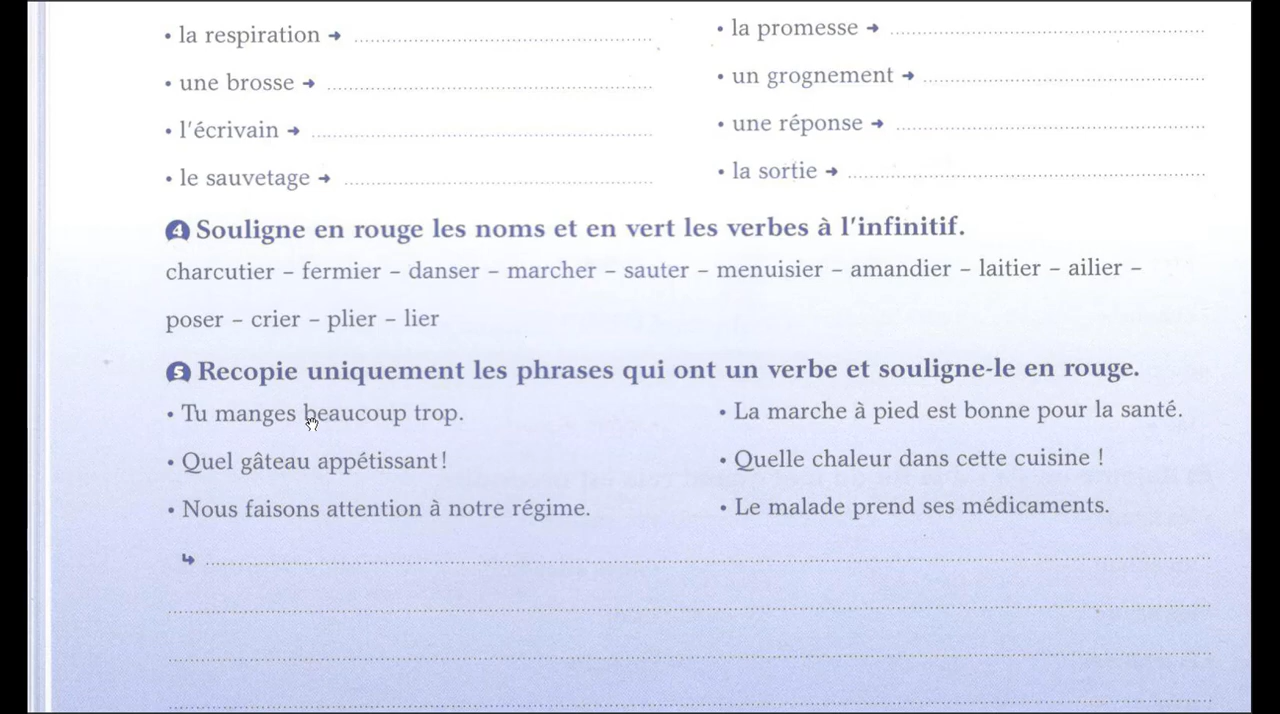 • la respiration ➜ ........................................
• la promesse ➜ ........................................
• une brosse ➜ ........................................
• un grognement ➜ ........................................
• l'écrivain ➜ ........................................
• une réponse ➜ ........................................
• le sauvetage ➜ ........................................
• la sortie ➜ ........................................
4 Souligne en rouge les noms et en vert les verbes à l'infinitif.
charcutier – fermier – danser – marcher – sauter – menuisier – amandier – laitier – ailier –
poser – crier – plier – lier
5 Recopie uniquement les phrases qui ont un verbe et souligne-le en rouge.
• Tu manges beaucoup trop.
• La marche à pied est bonne pour la santé.
• Quel gâteau appétissant !
• Quelle chaleur dans cette cuisine !
• Nous faisons attention à notre régime.
• Le malade prend ses médicaments.